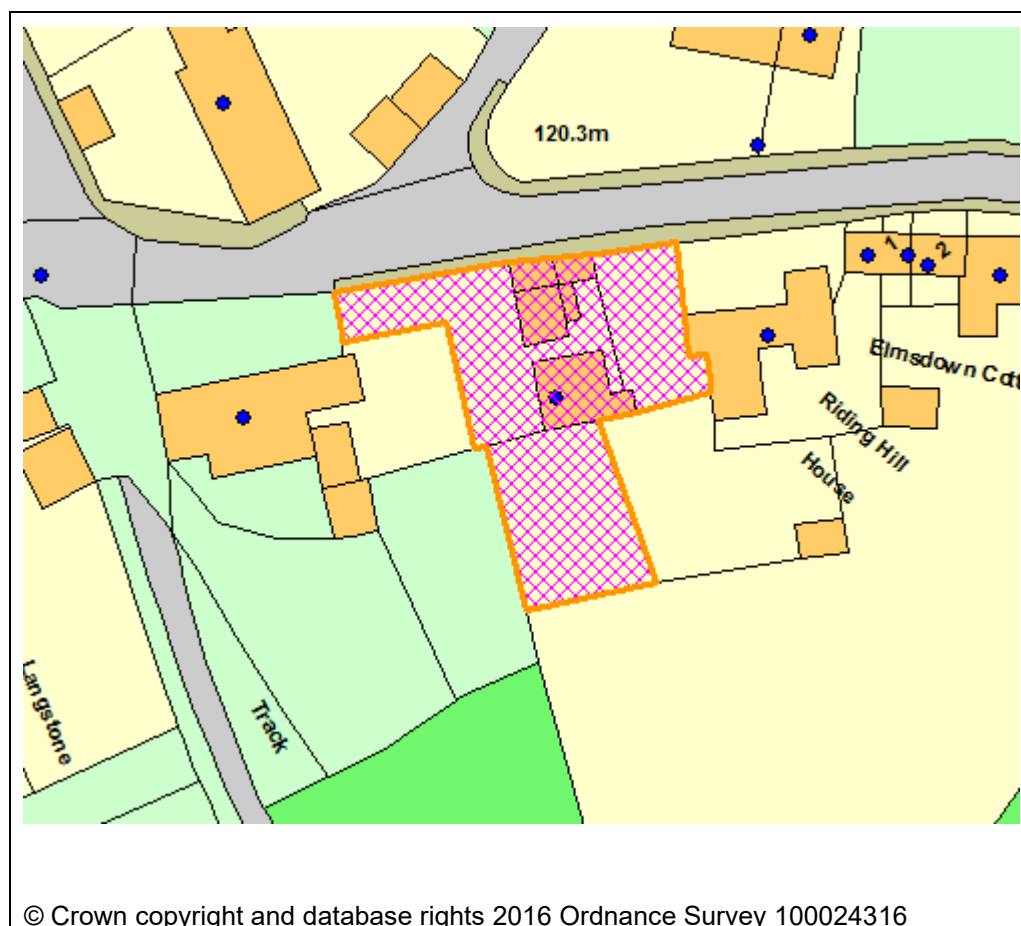 120.3m
1
2
Elmsdown Cott
Riding Hill
House
Langstone
Track
© Crown copyright and database rights 2016 Ordnance Survey 100024316